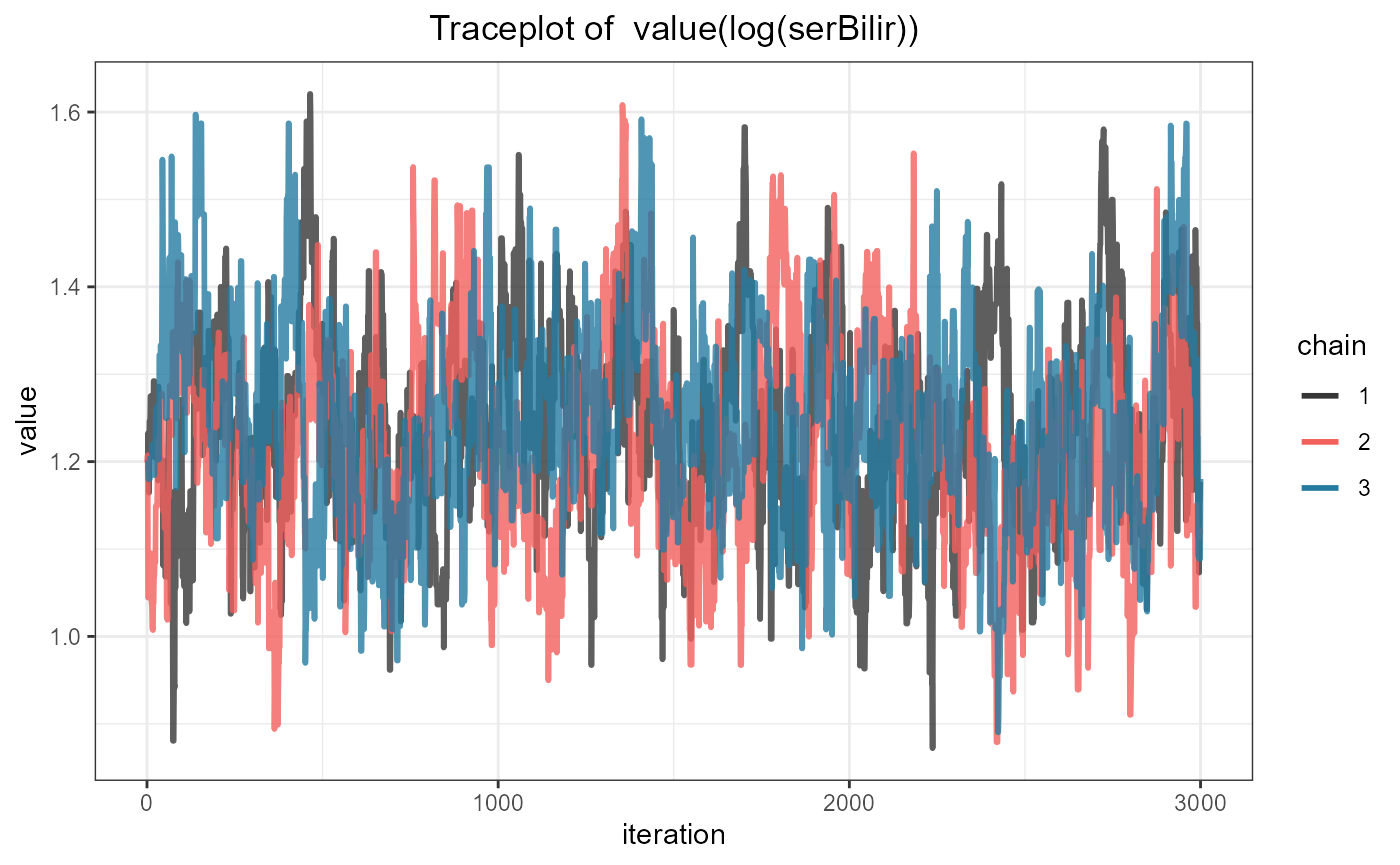 Traceplot of  value(log(serBilir))
1.6
1.4
1.2
1.0
value
0 1000 2000 3000
iteration
chain
1
2
3